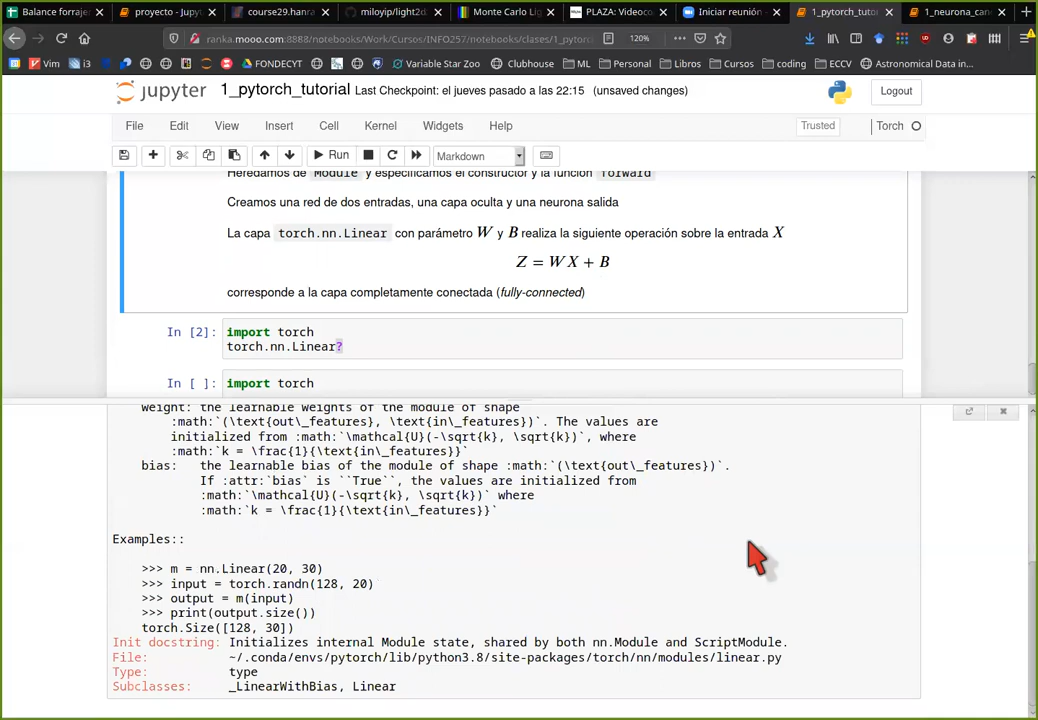 Balance forrajer
proyecto - Jupyt
course29.hanna
miloyip/light2d
Monte Carlo Lig
PLAZA: Videoco
Iniciar reunión -
1_pytorch_tutor
1_neurona_can
ranka.mooo.com:8888/notebooks/Work/Cursos/INFO257/notebooks/clases/1_pytorc
120%
Vim
i3
FONDECYT
Variable Star Zoo
Clubhouse
ML
Personal
Libros
Cursos
coding
ECCV
Astronomical Data in...
jupyter 1_pytorch_tutorial Last Checkpoint: el jueves pasado a las 22:15 (unsaved changes)
Logout
File Edit View Insert Cell Kernel Widgets Help
Trusted
Torch
Run
Markdown
Heredamos de Module y especificamos el constructor y la función forward
Creamos una red de dos entradas, una capa oculta y una neurona salida
La capa torch.nn.Linear con parámetro W y B realiza la siguiente operación sobre la entrada X
Z = WX + B
corresponde a la capa completamente conectada (fully-connected)
In [2]: import torch
torch.nn.Linear?
In [ ]: import torch
weight: the learnable weights of the module of shape
:math:`(\text{out\_features}, \text{in\_features})`. The values are
initialized from :math:`\mathcal{U}(-\sqrt{k}, \sqrt{k})`, where
:math:`k = \frac{1}{\text{in\_features}}`
bias: the learnable bias of the module of shape :math:`(\text{out\_features})`.
If :attr:`bias` is ``True``, the values are initialized from
:math:`\mathcal{U}(-\sqrt{k}, \sqrt{k})` where
:math:`k = \frac{1}{\text{in\_features}}`
Examples::
>>> m = nn.Linear(20, 30)
>>> input = torch.randn(128, 20)
>>> output = m(input)
>>> print(output.size())
torch.Size([128, 30])
Init docstring: Initializes internal Module state, shared by both nn.Module and ScriptModule.
File: ~/.conda/envs/pytorch/lib/python3.8/site-packages/torch/nn/modules/linear.py
Type: type
Subclasses: _LinearWithBias, Linear